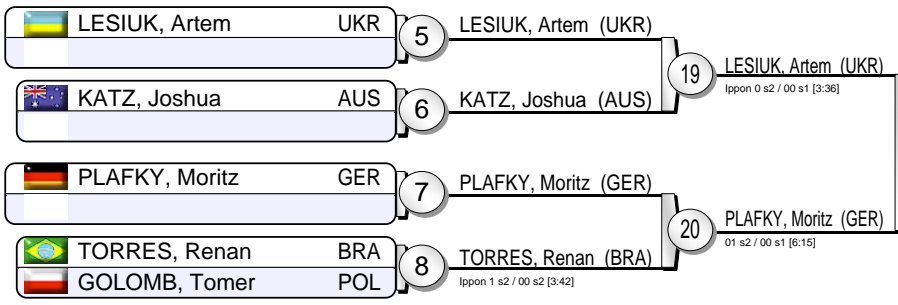 LESIUK, Artem UKR
5
LESIUK, Artem (UKR)
19
LESIUK, Artem (UKR)
Ippon 0 s2 / 00 s1 [3:36]
KATZ, Joshua AUS
6
KATZ, Joshua (AUS)
PLAFKY, Moritz GER
7
PLAFKY, Moritz (GER)
20
PLAFKY, Moritz (GER)
01 s2 / 00 s1 [6:15]
TORRES, Renan BRA
8
TORRES, Renan (BRA)
Ippon 1 s2 / 00 s2 [3:42]
GOLOMB, Tomer POL